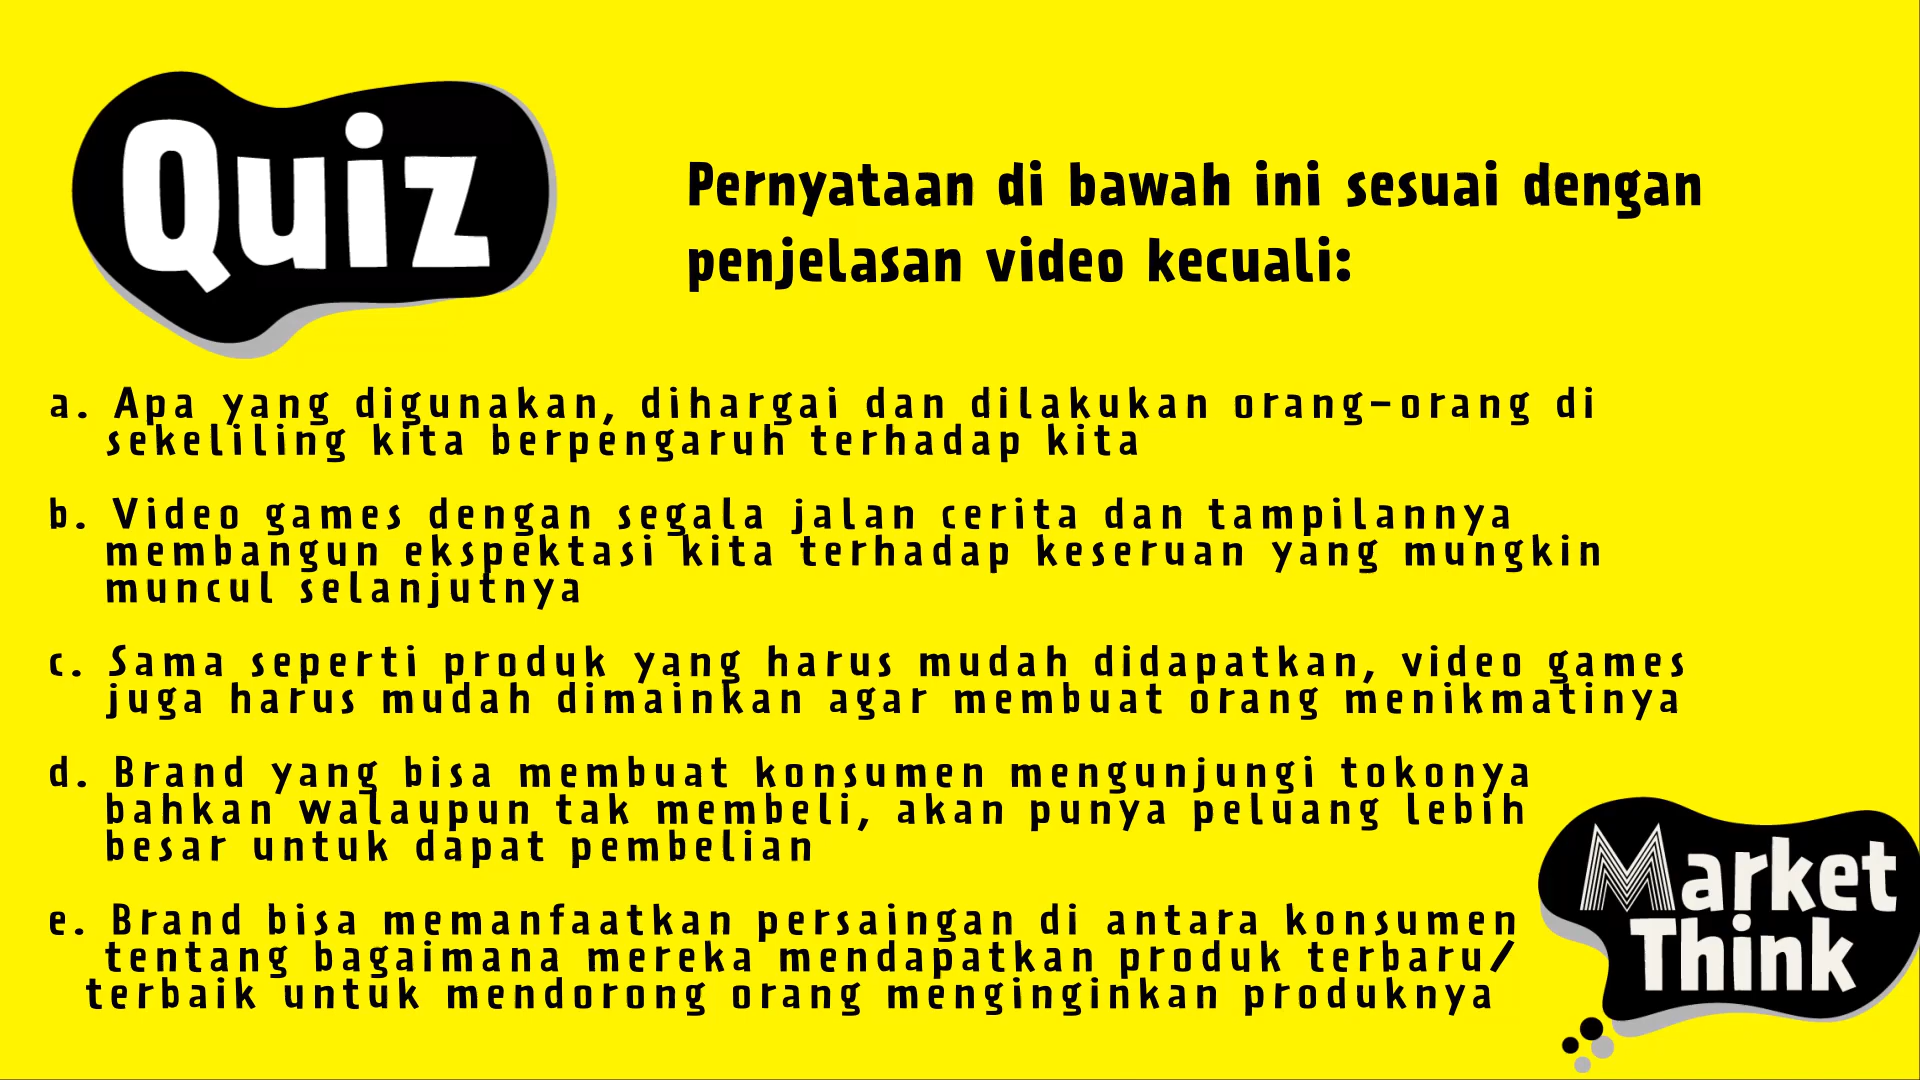 Quiz
Pernyataan di bawah ini sesuai dengan
penjelasan video kecuali:
a. Apa yang digunakan, dihargai dan dilakukan orang-orang di
sekeliling kita berpengaruh terhadap kita
b. Video games dengan segala jalan cerita dan tampilannya
membangun ekspektasi kita terhadap keseruan yang mungkin
muncul selanjutnya
c. Sama seperti produk yang harus mudah didapatkan, video games
juga harus mudah dimainkan agar membuat orang menikmatinya
d. Brand yang bisa membuat konsumen mengunjungi tokonya
bahkan walaupun tak membeli, akan punya peluang lebih
besar untuk dapat pembelian
e. Brand bisa memanfaatkan persaingan di antara konsumen
tentang bagaimana mereka mendapatkan produk terbaru/
terbaik untuk mendorong orang menginginkan produknya
Market
Think